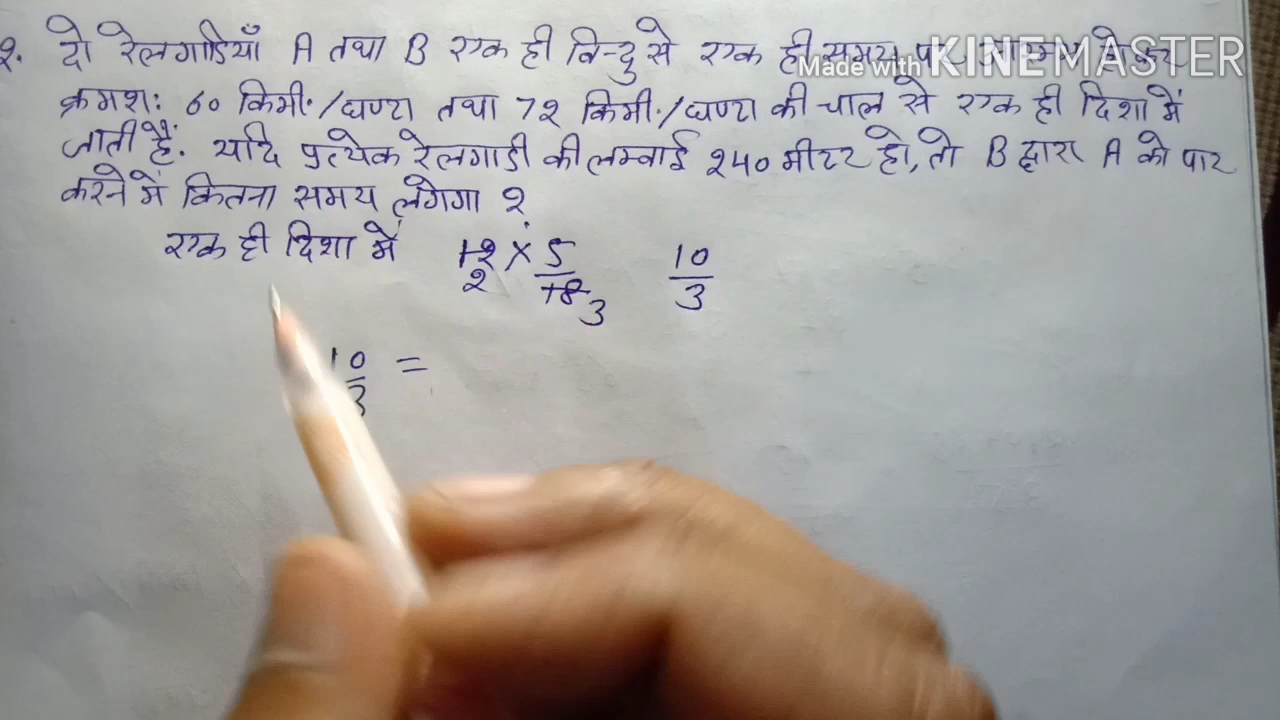 २. दो रेलगाडियाँ A तथा B एक ही बिन्दु से एक ही समय पर
Made with KINEMASTER
क्रमशः 60 किमी./घण्टा तथा 72 किमी./घण्टा की चाल से एक ही दिशा में
जाती हैं. यदि प्रत्येक रेलगाडी की लम्बाई 240 मीटर हो, तो B द्वारा A को पार
करने में कितना समय लगेगा ?
एक ही दिशा में 12 2 × 5/18 3 10/3
10/3 =